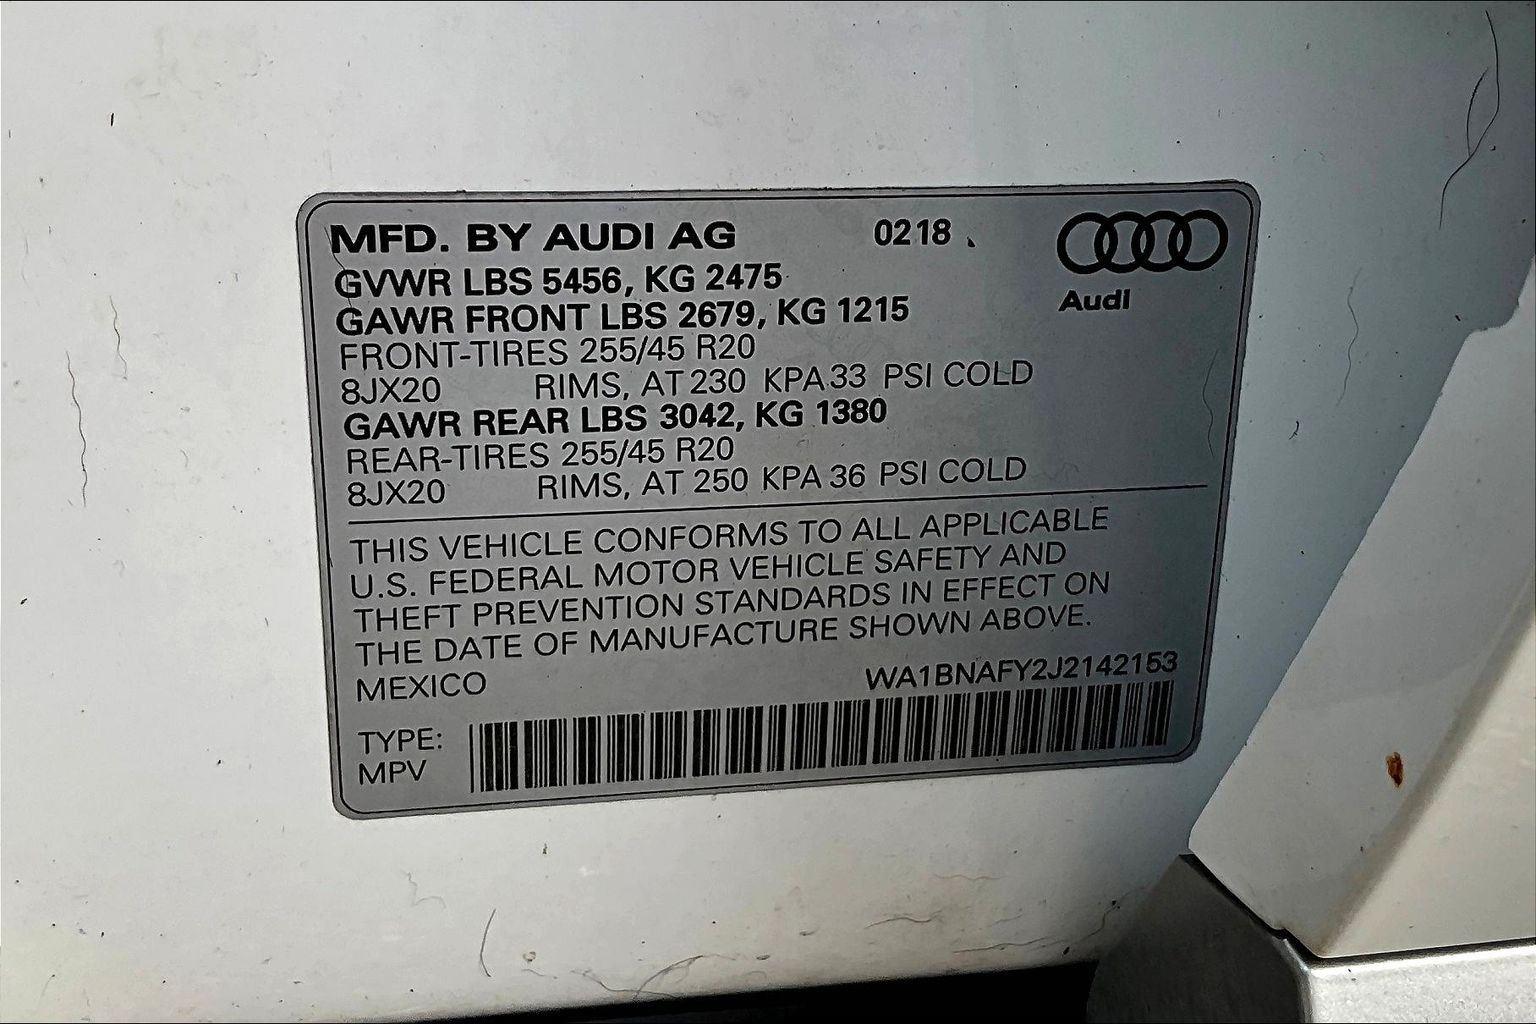 MFD. BY AUDI AG 0218
Audi
GVWR LBS 5456, KG 2475
GAWR FRONT LBS 2679, KG 1215
FRONT-TIRES 255/45 R20
8JX20 RIMS, AT 230 KPA 33 PSI COLD
GAWR REAR LBS 3042, KG 1380
REAR-TIRES 255/45 R20
8JX20 RIMS, AT 250 KPA 36 PSI COLD
THIS VEHICLE CONFORMS TO ALL APPLICABLE
U.S. FEDERAL MOTOR VEHICLE SAFETY AND
THEFT PREVENTION STANDARDS IN EFFECT ON
THE DATE OF MANUFACTURE SHOWN ABOVE.
MEXICO WA1BNAFY2J2142153
TYPE:
MPV